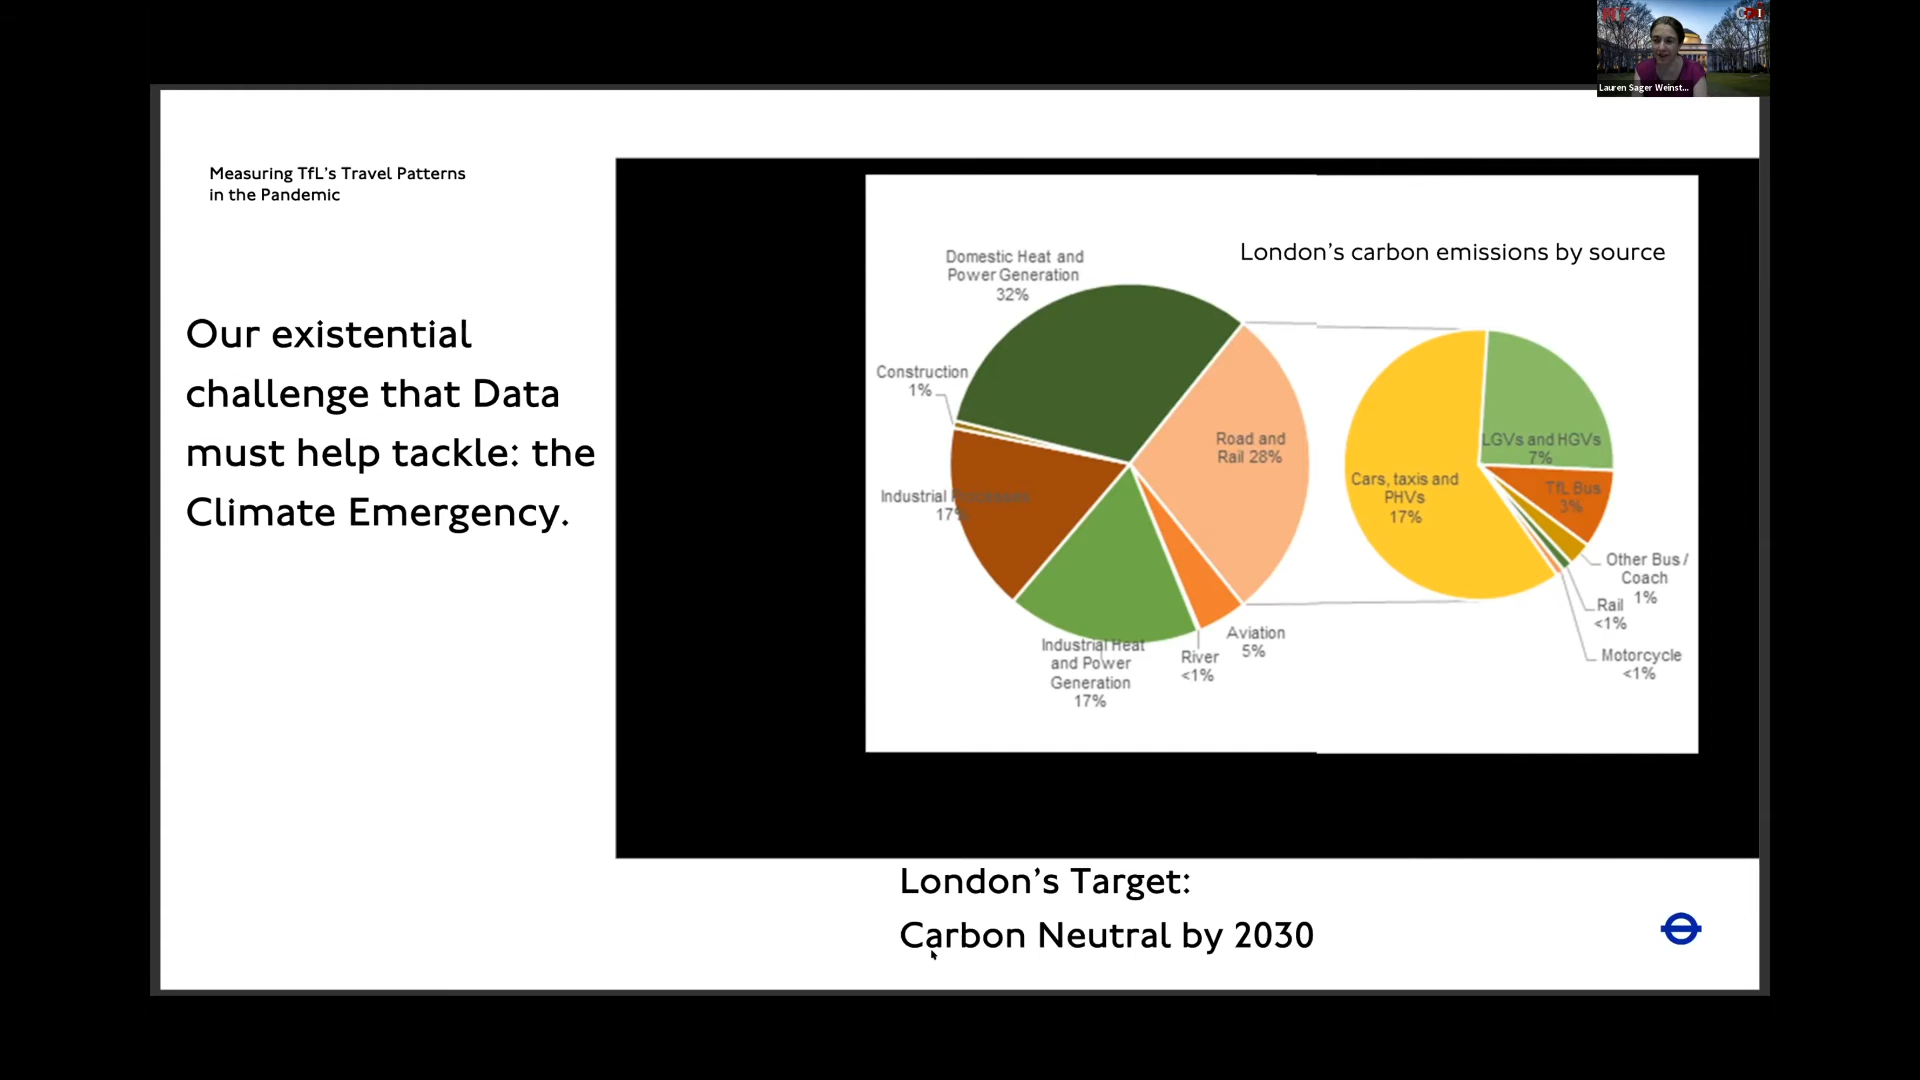 MIT
Lauren Sager Weinst...
Measuring TfL's Travel Patterns
in the Pandemic
Our existential
challenge that Data
must help tackle: the
Climate Emergency.
London's carbon emissions by source
Domestic Heat and
Power Generation
32%
Construction
1%
Industrial Processes
17%
Industrial Heat
and Power
Generation
17%
River
<1%
Aviation
5%
Road and
Rail 28%
Cars, taxis and
PHVs
17%
LGVs and HGVs
7%
TfL Bus
3%
Other Bus /
Coach
1%
Rail
<1%
Motorcycle
<1%
London's Target:
Carbon Neutral by 2030